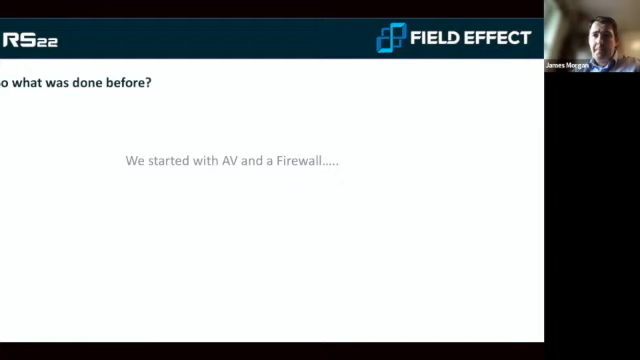 RS22
FIELD EFFECT
James Morgan
o what was done before?
We started with AV and a Firewall.....